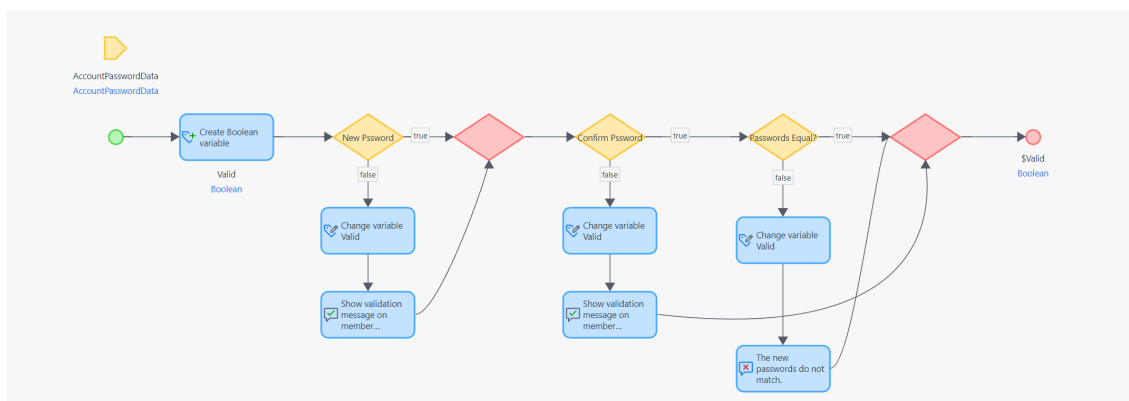 AccountPasswordData
AccountPasswordData
Create Boolean
variable
Valid
Boolean
New Pssword
true
false
Change variable
Valid
Show validation
message on
member...
Confirm Pssword
true
false
Change variable
Valid
Show validation
message on
member...
Passwords Equal?
true
false
Change variable
Valid
The new
passwords do not
match.
$Valid
Boolean